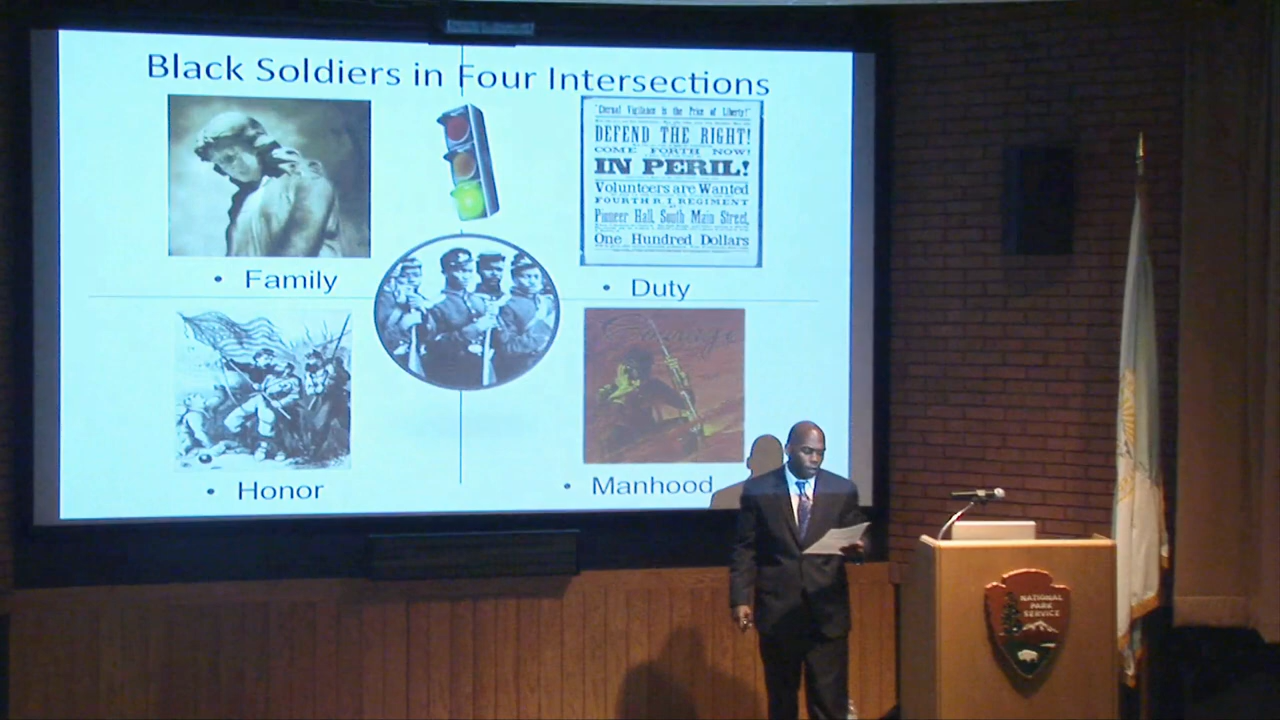 Black Soldiers in Four Intersections
"Eternal Vigilance is the Price of Liberty!"
DEFEND THE RIGHT!
COME FORTH NOW!
IN PERIL!
Volunteers are Wanted
FOURTH R I REGIMENT
Pioneer Hall, South Main Street,
One Hundred Dollars
• Family
• Duty
Courage
• Honor
• Manhood
NATIONAL
PARK
SERVICE